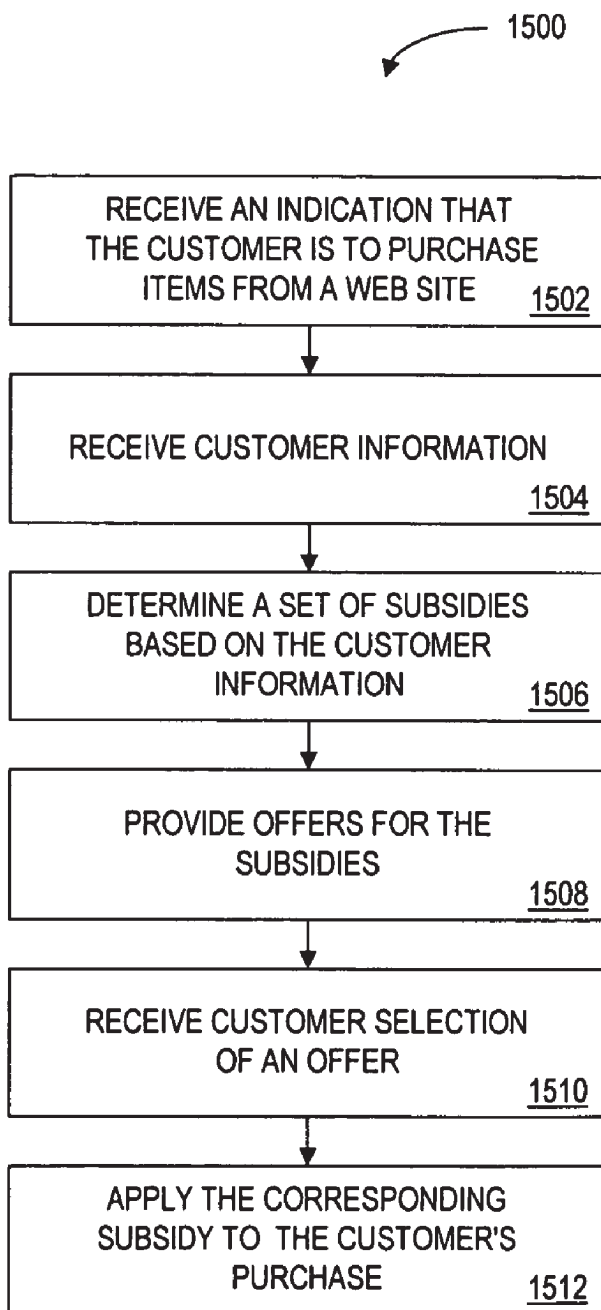 1500
RECEIVE AN INDICATION THAT
THE CUSTOMER IS TO PURCHASE
ITEMS FROM A WEB SITE
1502
RECEIVE CUSTOMER INFORMATION
1504
DETERMINE A SET OF SUBSIDIES
BASED ON THE CUSTOMER
INFORMATION
1506
PROVIDE OFFERS FOR THE
SUBSIDIES
1508
RECEIVE CUSTOMER SELECTION
OF AN OFFER
1510
APPLY THE CORRESPONDING
SUBSIDY TO THE CUSTOMER'S
PURCHASE
1512